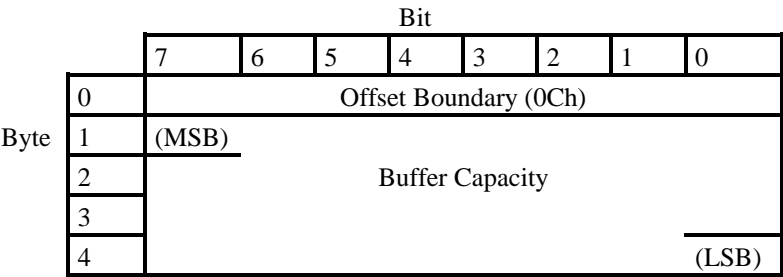 Bit
7 6 5 4 3 2 1 0
0 Offset Boundary (0Ch)
Byte 1 (MSB)
2 Buffer Capacity
3
4 (LSB)